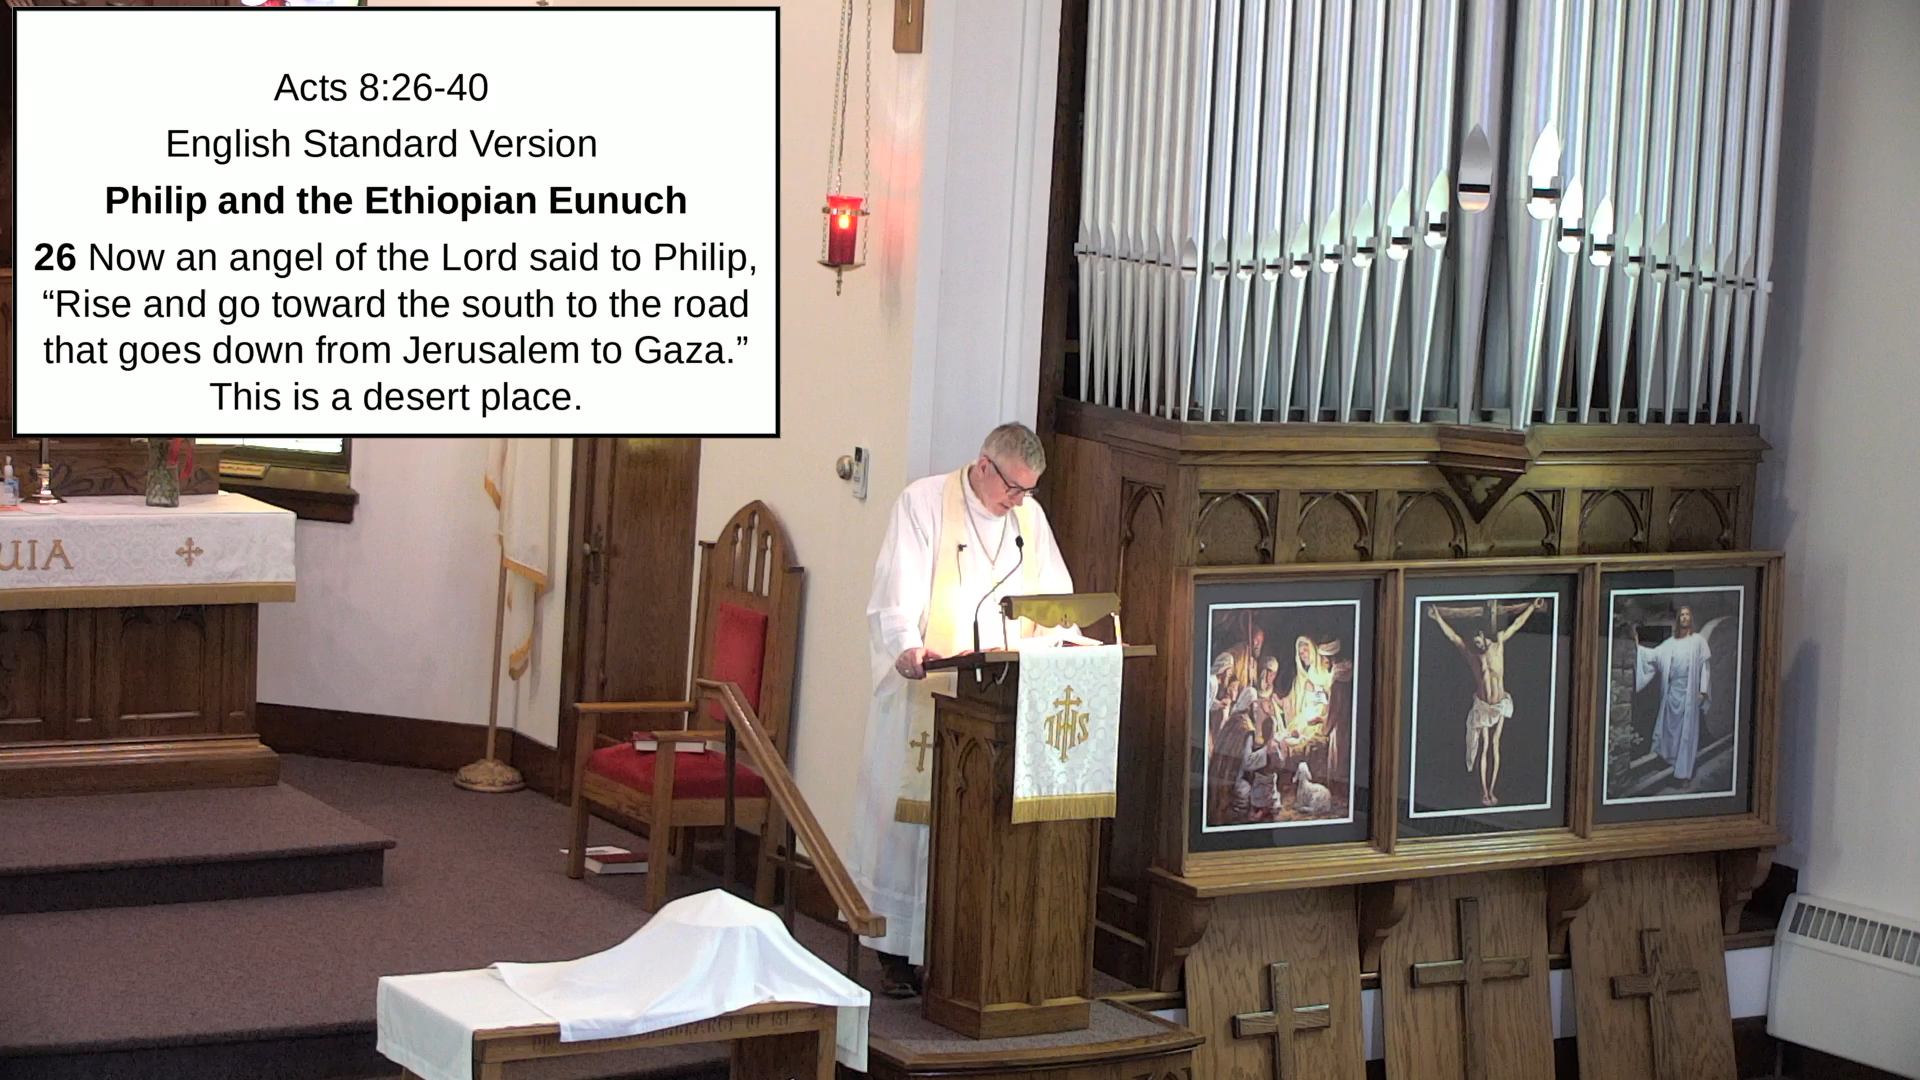 Acts 8:26-40
English Standard Version
Philip and the Ethiopian Eunuch
26 Now an angel of the Lord said to Philip,
“Rise and go toward the south to the road
that goes down from Jerusalem to Gaza.”
This is a desert place.
UIA
IHS